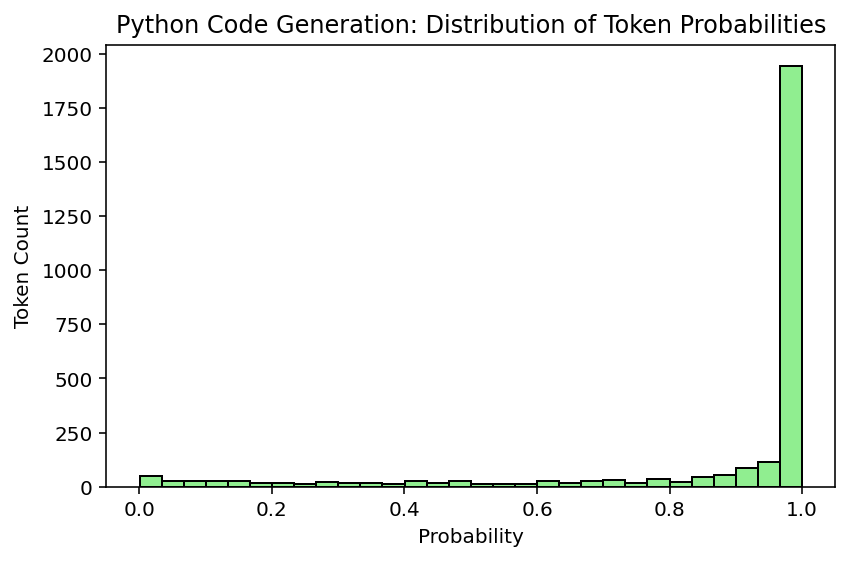 Python Code Generation: Distribution of Token Probabilities
2000
1750
1500
1250
1000
750
500
250
0
Token Count
0.0 0.2 0.4 0.6 0.8 1.0
Probability